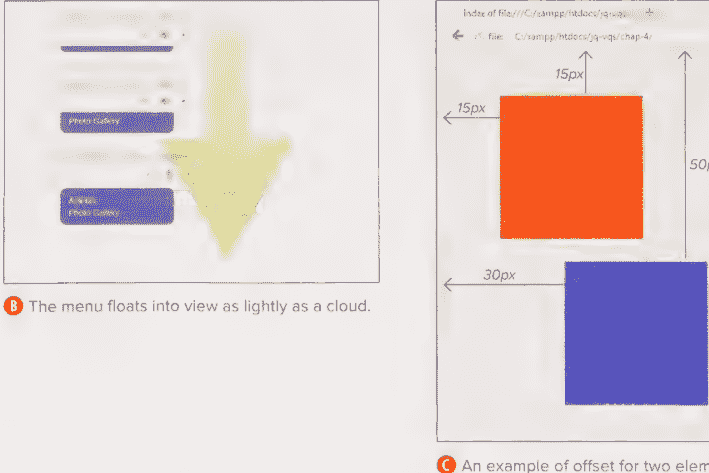 Photo Gallery
Photo Gallery
B The menu floats into view as lightly as a cloud.
index of file:///C:/xampp/htdocs/jq-vqs +
file: C:/xampp/htdocs/jq-vqs/chap-4/
15px
15px
50p
30px
C An example of offset for two elem